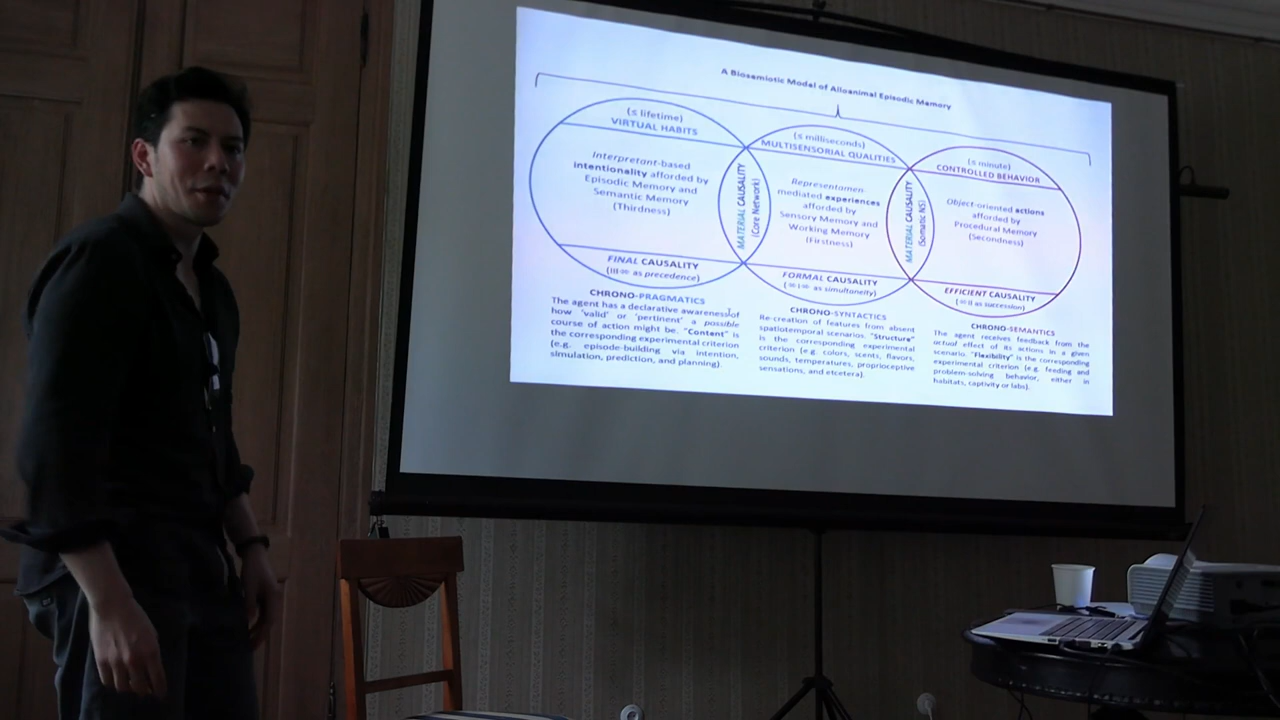 A Biosamiotic Modal of Alloanimal Episodic Memory
(≤ lifetime)
VIRTUAL HABITS
Interpretant-based
intentionality afforded by
Episodic Memory and
Semantic Memory
(Thirdness)
FINAL CAUSALITY
(III-∞ as precedence)
MATERIAL CAUSALITY
(Core Network)
(≤ milliseconds)
MULTISENSORIAL QUALITIES
Representamen-
mediated experiences
afforded by
Sensory Memory and
Working Memory
(Firstness)
FORMAL CAUSALITY
(∞I∞ as simultaneity)
MATERIAL CAUSALITY
(Somatic NS)
(≤ minute)
CONTROLLED BEHAVIOR
Object-oriented actions
afforded by
Procedural Memory
(Secondness)
EFFICIENT CAUSALITY
(∞II as succession)
CHRONO-PRAGMATICS
The agent has a declarative awareness of
how 'valid' or 'pertinent' a possible
course of action might be. "Content" is
the corresponding experimental criterion
(e.g. episode-building via intention,
simulation, prediction, and planning).
CHRONO-SYNTACTICS
Re-creation of features from absent
spatiotemporal scenarios. "Structure"
is the corresponding experimental
criterion (e.g. colors, scents, flavors,
sounds, temperatures, proprioceptive
sensations, and etcetera).
CHRONO-SEMANTICS
The agent receives feedback from the
actual effect of its actions in a given
scenario. "Flexibility" is the corresponding
experimental criterion (e.g. feeding and
problem-solving behavior, either in
habitats, captivity or labs).